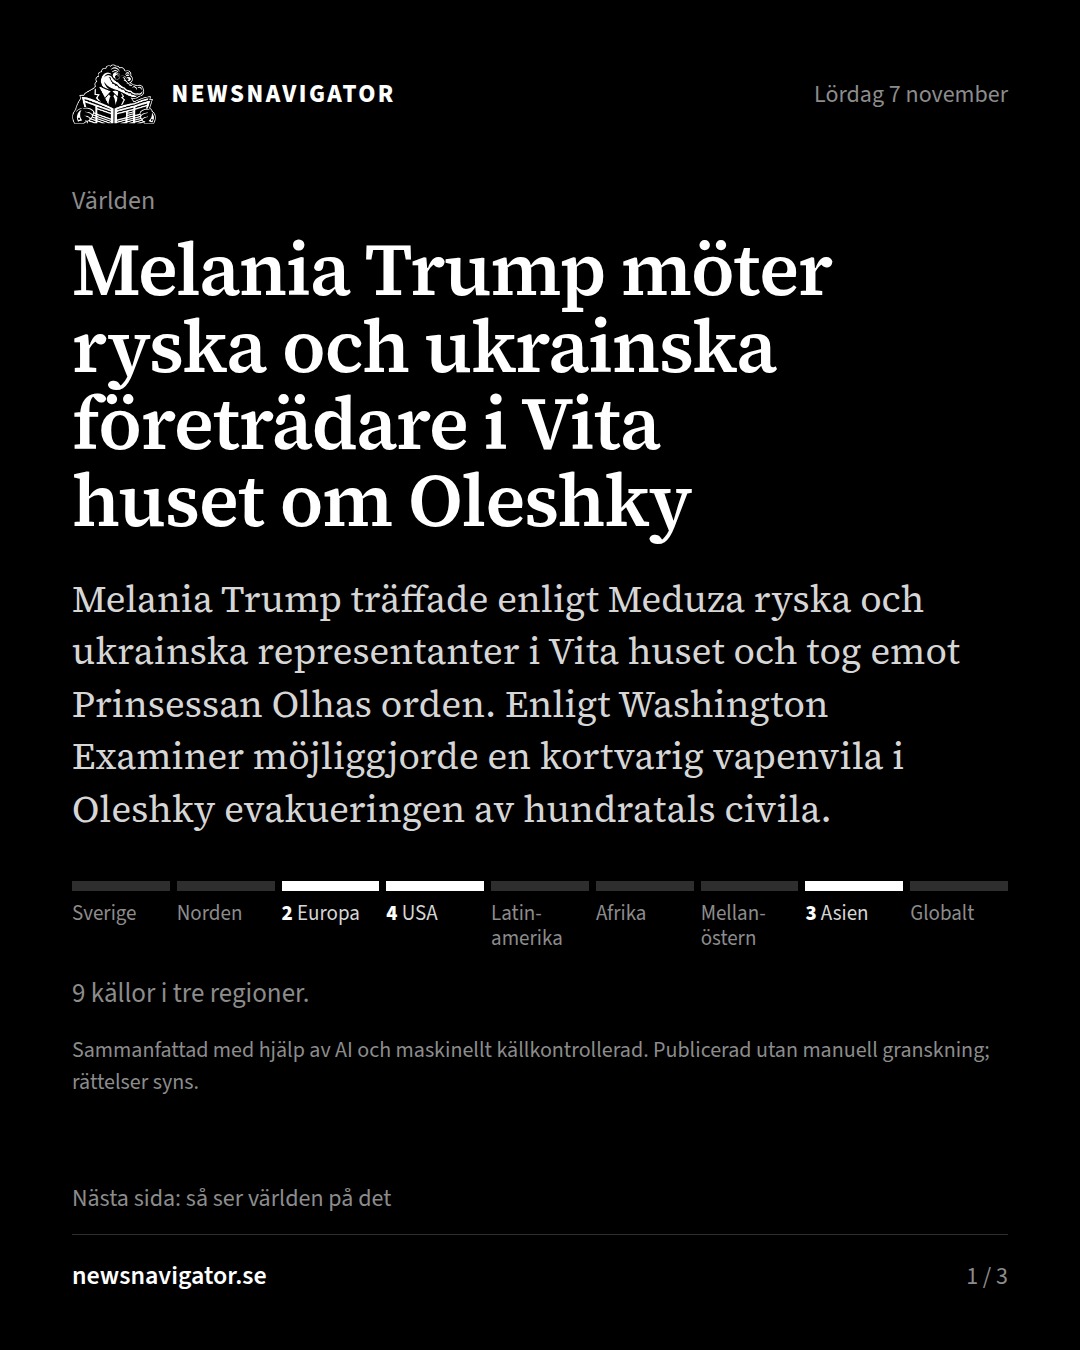 NEWSNAVIGATOR
Lördag 7 november
Världen
Melania Trump möter
ryska och ukrainska
företrädare i Vita
huset om Oleshky
Melania Trump träffade enligt Meduza ryska och
ukrainska representanter i Vita huset och tog emot
Prinsessan Olhas orden. Enligt Washington
Examiner möjliggjorde en kortvarig vapenvila i
Oleshky evakueringen av hundratals civila.
Sverige
Norden
2 Europa
4 USA
Latin-
amerika
Afrika
Mellan-
östern
3 Asien
Globalt
9 källor i tre regioner.
Sammanfattad med hjälp av AI och maskinellt källkontrollerad. Publicerad utan manuell granskning;
rättelser syns.
Nästa sida: så ser världen på det
newsnavigator.se
1 / 3